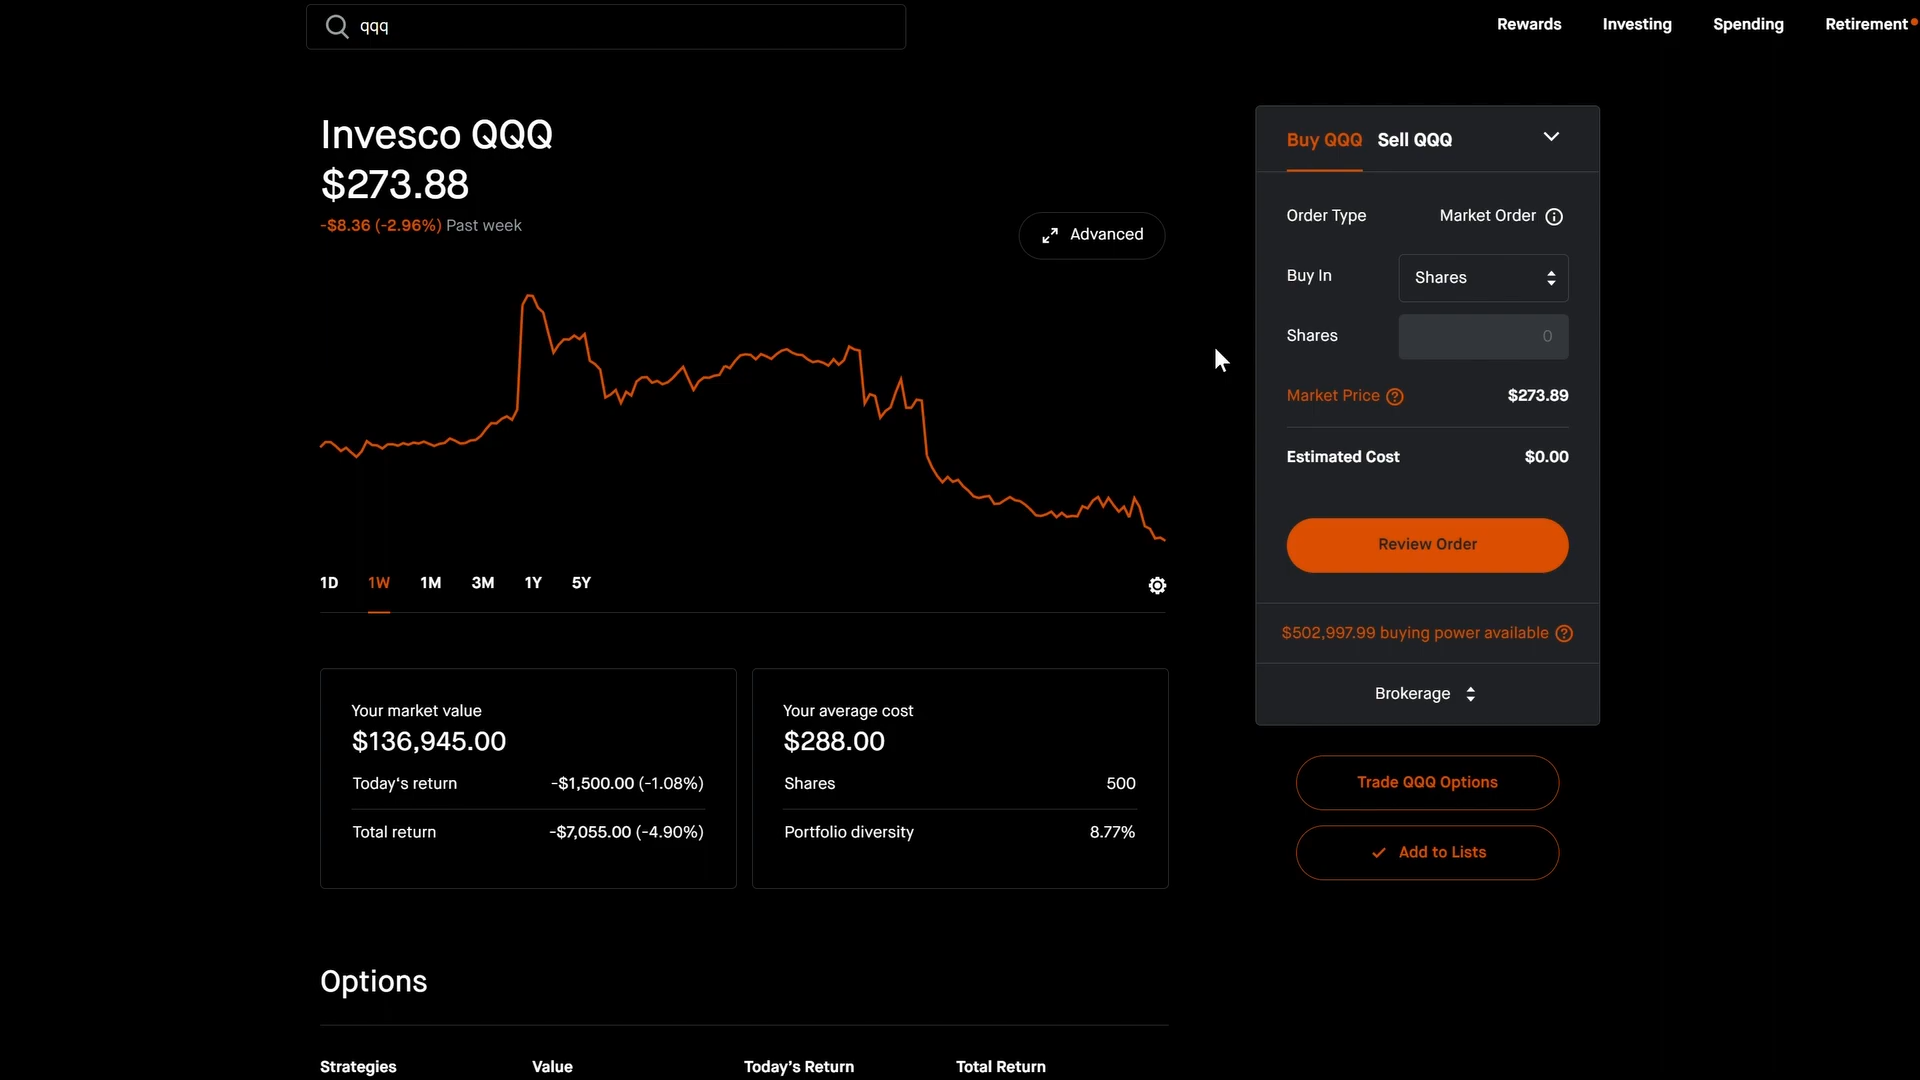 qqq
Rewards
Investing
Spending
Retirement
Invesco QQQ
$273.88
-$8.36 (-2.96%) Past week
Advanced
1D 1W 1M 3M 1Y 5Y
Buy QQQ Sell QQQ
Order Type Market Order
Buy In Shares
Shares 0
Market Price ? $273.89
Estimated Cost $0.00
Review Order
$502,997.99 buying power available ?
Brokerage
Trade QQQ Options
Add to Lists
Your market value
$136,945.00
Today's return -$1,500.00 (-1.08%)
Total return -$7,055.00 (-4.90%)
Your average cost
$288.00
Shares 500
Portfolio diversity 8.77%
Options
Strategies Value Today's Return Total Return